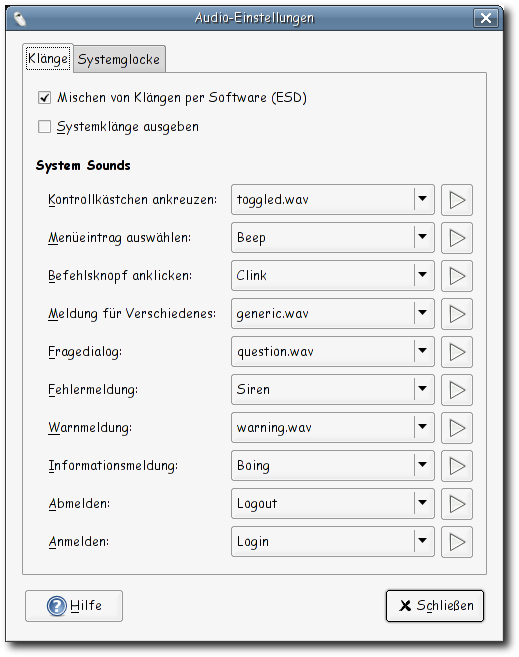 Audio-Einstellungen
Klänge Systemglocke
Mischen von Klängen per Software (ESD)
Systemklänge ausgeben
System Sounds
Kontrollkästchen ankreuzen: toggled.wav
Menüeintrag auswählen: Beep
Befehlsknopf anklicken: Clink
Meldung für Verschiedenes: generic.wav
Fragedialog: question.wav
Fehlermeldung: Siren
Warnmeldung: warning.wav
Informationsmeldung: Boing
Abmelden: Logout
Anmelden: Login
Hilfe Schließen